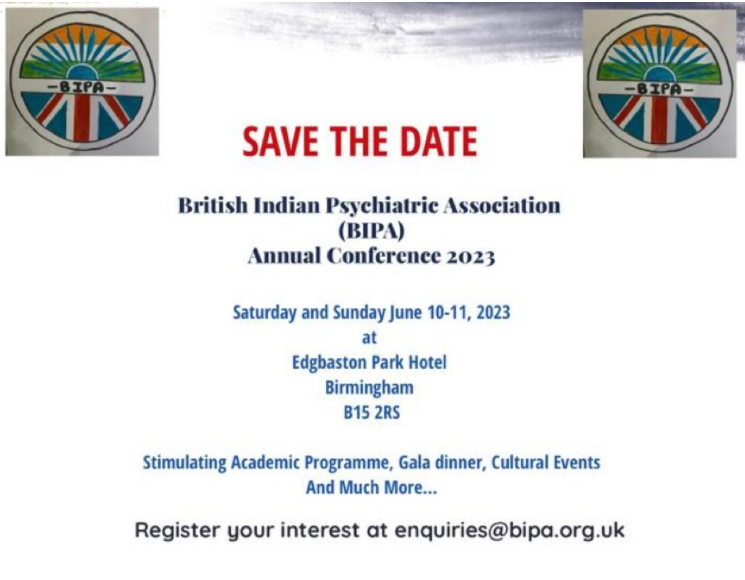 -BIPA-
-BIPA-
SAVE THE DATE
British Indian Psychiatric Association
(BIPA)
Annual Conference 2023
Saturday and Sunday June 10-11, 2023
at
Edgbaston Park Hotel
Birmingham
B15 2RS
Stimulating Academic Programme, Gala dinner, Cultural Events
And Much More...
Register your interest at enquiries@bipa.org.uk